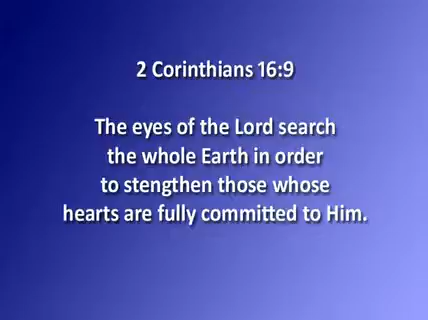 2 Corinthians 16:9
The eyes of the Lord search
the whole Earth in order
to stengthen those whose
hearts are fully committed to Him.